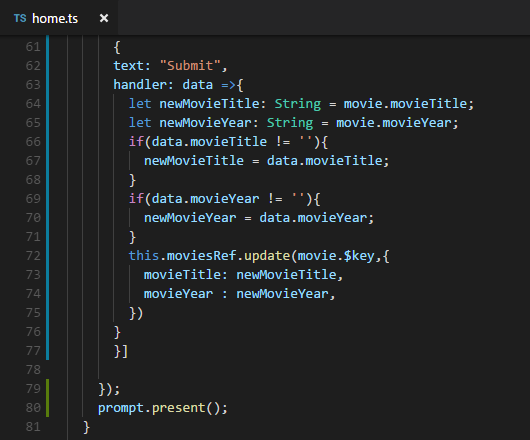 TS home.ts ×
61 {
62 text: "Submit",
63 handler: data =>{
64 let newMovieTitle: String = movie.movieTitle;
65 let newMovieYear: String = movie.movieYear;
66 if(data.movieTitle != ''){
67 newMovieTitle = data.movieTitle;
68 }
69 if(data.movieYear != ''){
70 newMovieYear = data.movieYear;
71 }
72 this.moviesRef.update(movie.$key,{
73 movieTitle: newMovieTitle,
74 movieYear : newMovieYear,
75 })
76 }
77 }]
78
79 });
80 prompt.present();
81 }